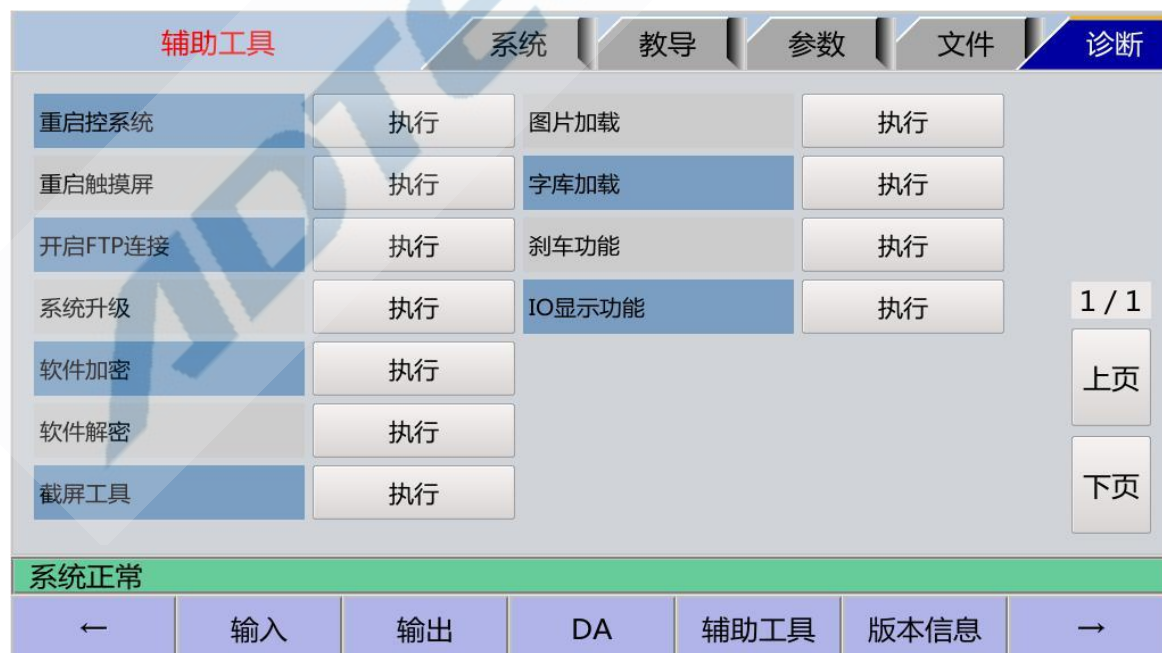 辅助工具 系统 教导 参数 文件 诊断
重启控系统 执行 图片加载 执行
重启触摸屏 执行 字库加载 执行
开启FTP连接 执行 刹车功能 执行
系统升级 执行 IO显示功能 执行
1 / 1
软件加密 执行
上页
软件解密 执行
截屏工具 执行
下页
系统正常
← 输入 输出 DA 辅助工具 版本信息 →